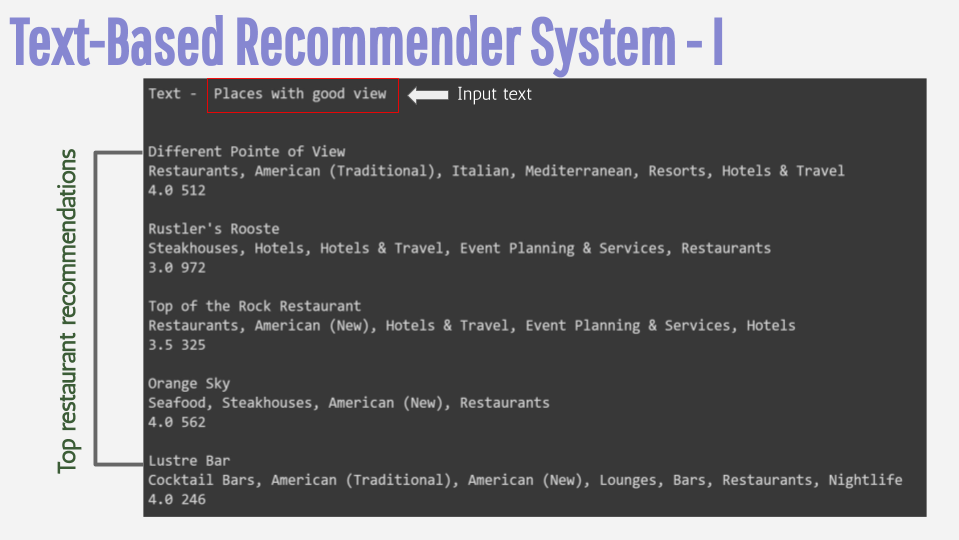 Text-Based Recommender System - I
Text - Places with good view
Input text
Top restaurant recommendations
Different Pointe of View
Restaurants, American (Traditional), Italian, Mediterranean, Resorts, Hotels & Travel
4.0 512
Rustler's Rooste
Steakhouses, Hotels, Hotels & Travel, Event Planning & Services, Restaurants
3.0 972
Top of the Rock Restaurant
Restaurants, American (New), Hotels & Travel, Event Planning & Services, Hotels
3.5 325
Orange Sky
Seafood, Steakhouses, American (New), Restaurants
4.0 562
Lustre Bar
Cocktail Bars, American (Traditional), American (New), Lounges, Bars, Restaurants, Nightlife
4.0 246